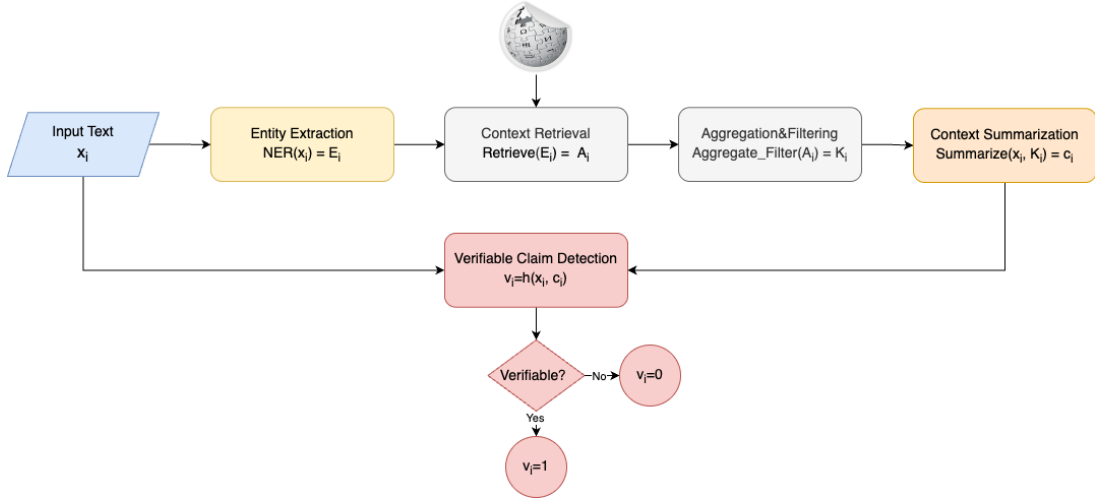 Input Text
xᵢ
Entity Extraction
NER(xᵢ) = Eᵢ
Context Retrieval
Retrieve(Eᵢ) = Aᵢ
Aggregation&Filtering
Aggregate_Filter(Aᵢ) = Kᵢ
Context Summarization
Summarize(xᵢ, Kᵢ) = cᵢ
Verifiable Claim Detection
vᵢ=h(xᵢ, cᵢ)
Verifiable?
No
vᵢ=0
Yes
vᵢ=1